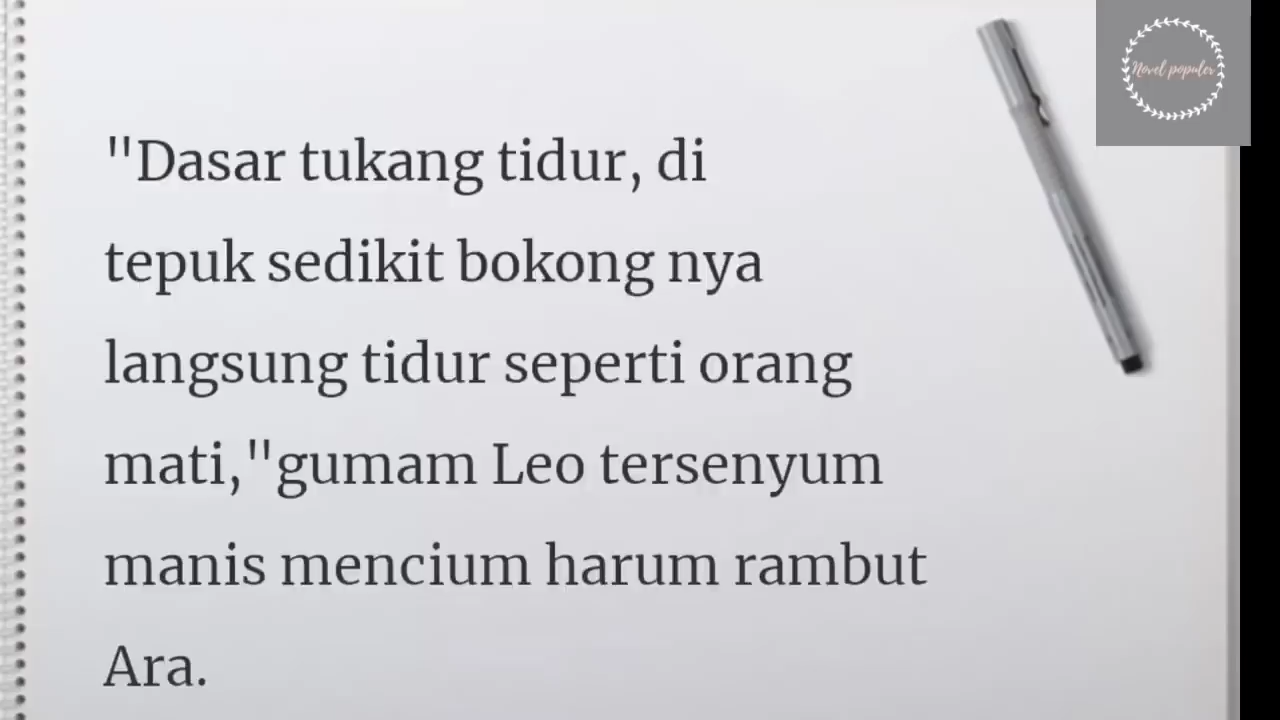 Novel populer
"Dasar tukang tidur, di
tepuk sedikit bokong nya
langsung tidur seperti orang
mati,"gumam Leo tersenyum
manis mencium harum rambut
Ara.